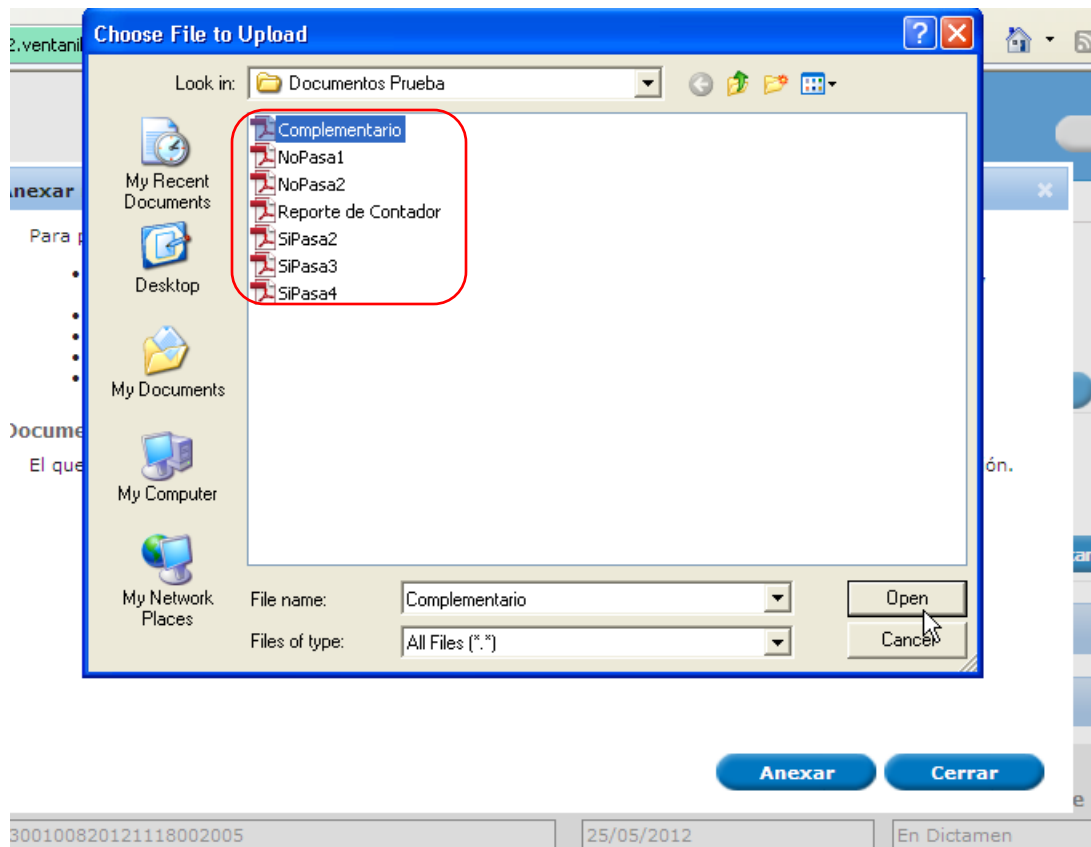 2.ventanil
Choose File to Upload
Look in:
Documentos Prueba
My Recent
Documents
Desktop
My Documents
My Computer
My Network
Places
Complementario
NoPasa1
NoPasa2
Reporte de Contador
SiPasa2
SiPasa3
SiPasa4
File name:
Complementario
Open
Files of type:
All Files (*.*)
Cancel
Anexar
Para p
Docume
El que
ón.
Anexar
Cerrar
300100820121118002005
25/05/2012
En Dictamen